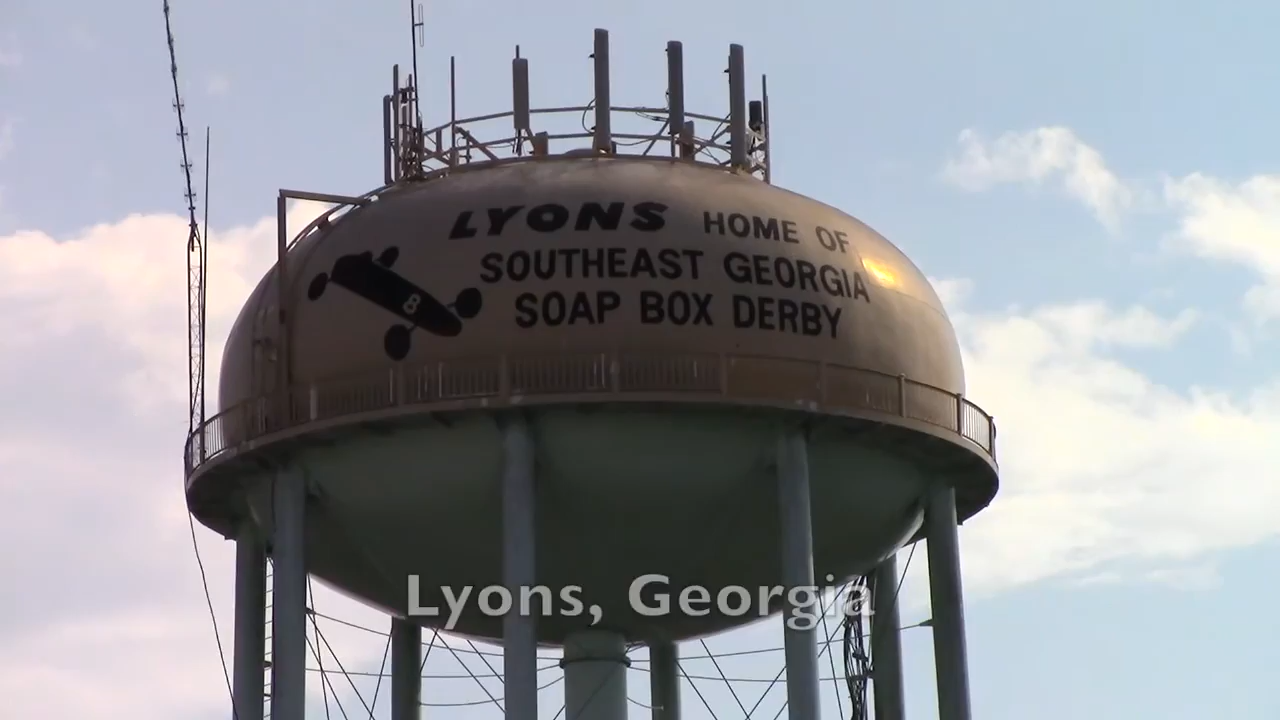 LYONS HOME OF
SOUTHEAST GEORGIA
SOAP BOX DERBY
8
Lyons, Georgia